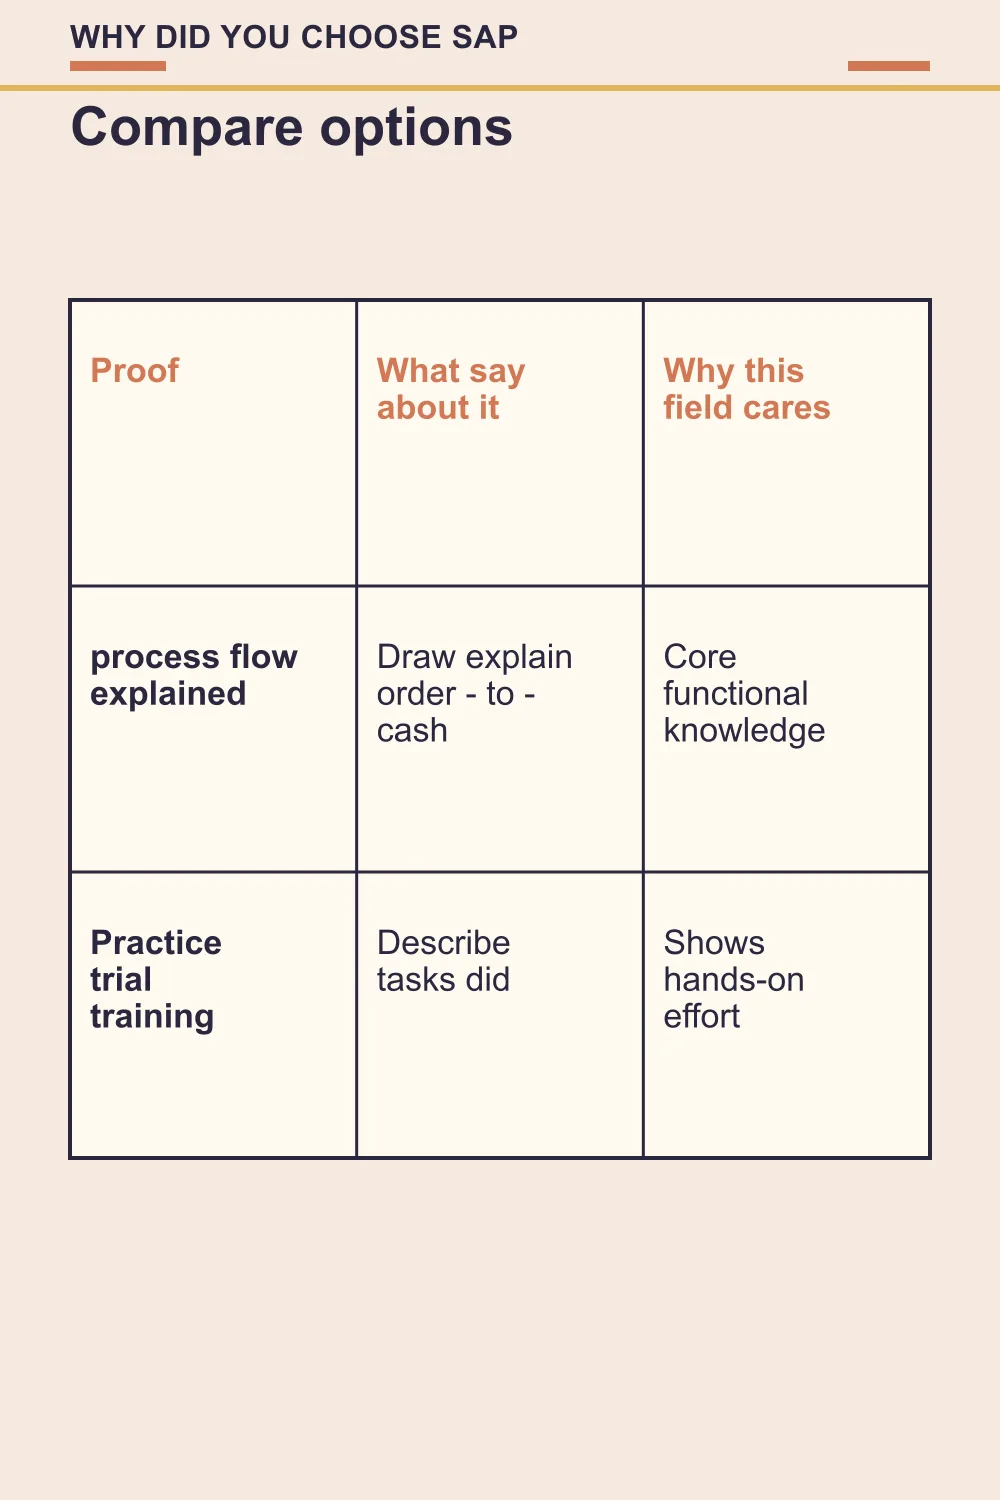 WHY DID YOU CHOOSE SAP
Compare options
Proof
What say
about it
Why this
field cares
process flow
explained
Draw explain
order - to -
cash
Core
functional
knowledge
Practice
trial
training
Describe
tasks did
Shows
hands-on
effort